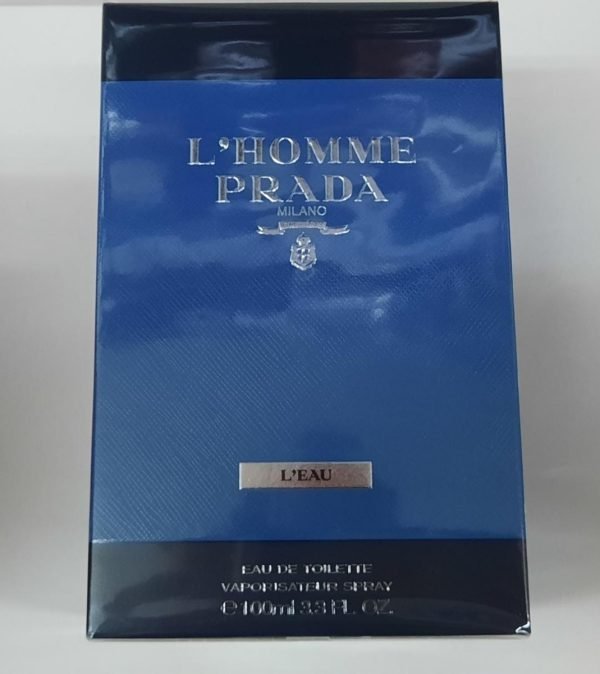 L'HOMME
PRADA
MILANO
L'EAU
EAU DE TOILETTE
VAPORISATEUR SPRAY
℮100ml 3.3 FL. OZ.